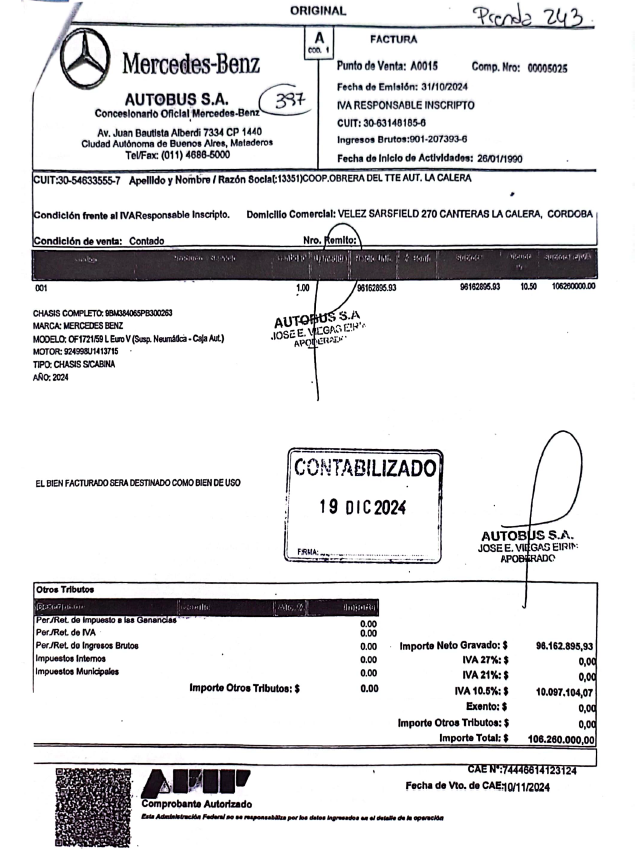 ORIGINAL
Prenda 243
A
COD. 1
FACTURA
Mercedes-Benz
Punto de Venta: A0015 Comp. Nro: 00005025
AUTOBUS S.A.
397
Concesionario Oficial Mercedes-Benz
Fecha de Emisión: 31/10/2024
IVA RESPONSABLE INSCRIPTO
CUIT: 30-63148185-6
Av. Juan Bautista Alberdi 7334 CP 1440
Ciudad Autónoma de Buenos Aires, Mataderos
Tel/Fax: (011) 4686-5000
Ingresos Brutos:901-207393-6
Fecha de Inicio de Actividades: 26/01/1990
CUIT:30-54633555-7 Apellido y Nombre / Razón Social:(13351)COOP.OBRERA DEL TTE AUT. LA CALERA
Condición frente al IVAResponsable Inscripto. Domicilio Comercial: VELEZ SARSFIELD 270 CANTERAS LA CALERA, CORDOBA
Condición de venta: Contado Nro. Remito:
001 1.00 96162895.93 96162895.93 10.50 106260000.00
CHASIS COMPLETO: 9BM384065PB300263
MARCA: MERCEDES BENZ
MODELO: OF1721/59 L Euro V (Susp. Neumática - Caja Aut.)
MOTOR: 924998U1413715
TIPO: CHASIS S/CABINA
AÑO: 2024
AUTOBUS S.A
JOSE E. VIEGAS EIRIN
APODERADO
EL BIEN FACTURADO SERA DESTINADO COMO BIEN DE USO
CONTABILIZADO
19 DIC 2024
FIRMA:
AUTOBUS S.A.
JOSE E. VIEGAS EIRIN
APODERADO
Otros Tributos
Per./Ret. de Impuesto a las Ganancias 0.00
Per./Ret. de IVA 0.00
Per./Ret. de Ingresos Brutos 0.00
Impuestos Internos 0.00
Impuestos Municipales 0.00
Importe Otros Tributos: $ 0.00
Importe Neto Gravado: $ 96.162.895,93
IVA 27%: $ 0,00
IVA 21%: $ 0,00
IVA 10.5%: $ 10.097.104,07
Exento: $ 0,00
Importe Otros Tributos: $ 0,00
Importe Total: $ 106.260.000,00
CAE N°:74446614123124
Fecha de Vto. de CAE:10/11/2024
AFIP
Comprobante Autorizado
Esta Administración Federal no se responsabiliza por los datos ingresados en el detalle de la operación